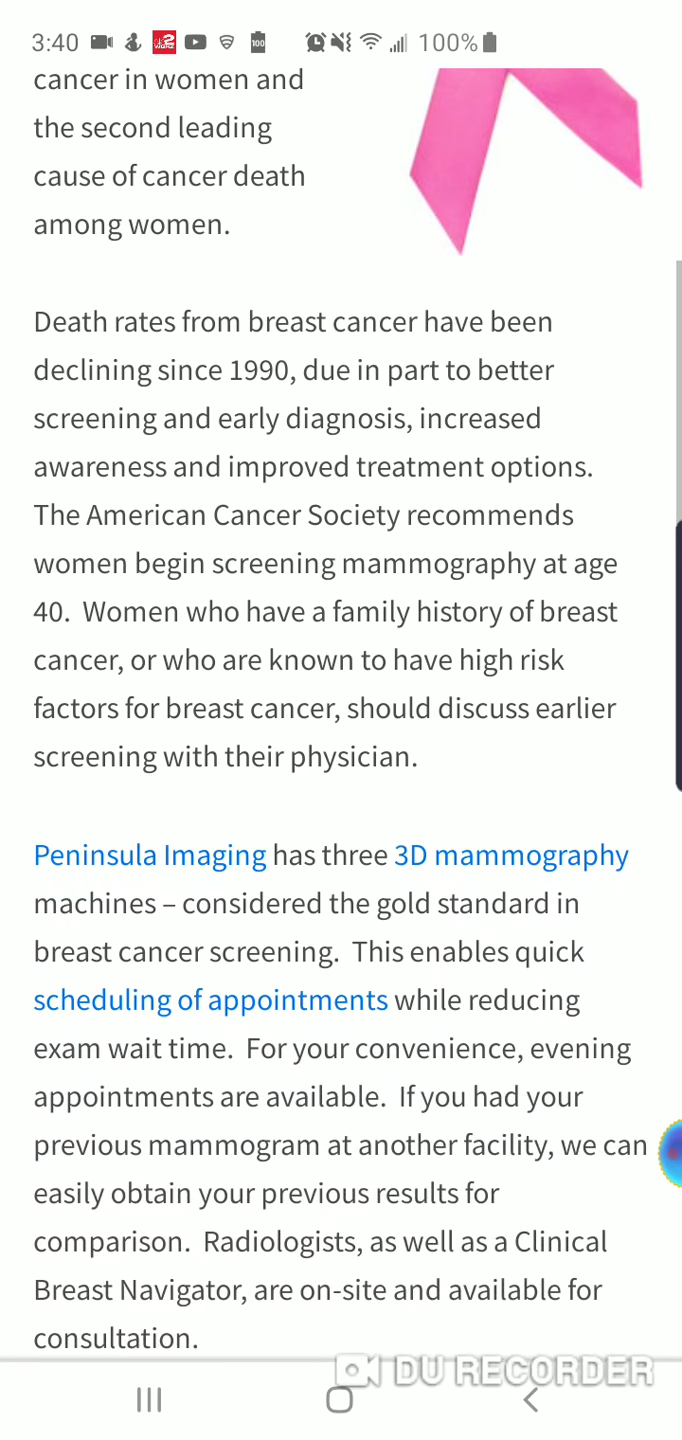 3:40 100 100%
cancer in women and
the second leading
cause of cancer death
among women.
Death rates from breast cancer have been
declining since 1990, due in part to better
screening and early diagnosis, increased
awareness and improved treatment options.
The American Cancer Society recommends
women begin screening mammography at age
40.  Women who have a family history of breast
cancer, or who are known to have high risk
factors for breast cancer, should discuss earlier
screening with their physician.
Peninsula Imaging has three 3D mammography
machines – considered the gold standard in
breast cancer screening.  This enables quick
scheduling of appointments while reducing
exam wait time.  For your convenience, evening
appointments are available.  If you had your
previous mammogram at another facility, we can
easily obtain your previous results for
comparison.  Radiologists, as well as a Clinical
Breast Navigator, are on-site and available for
consultation.
DU RECORDER